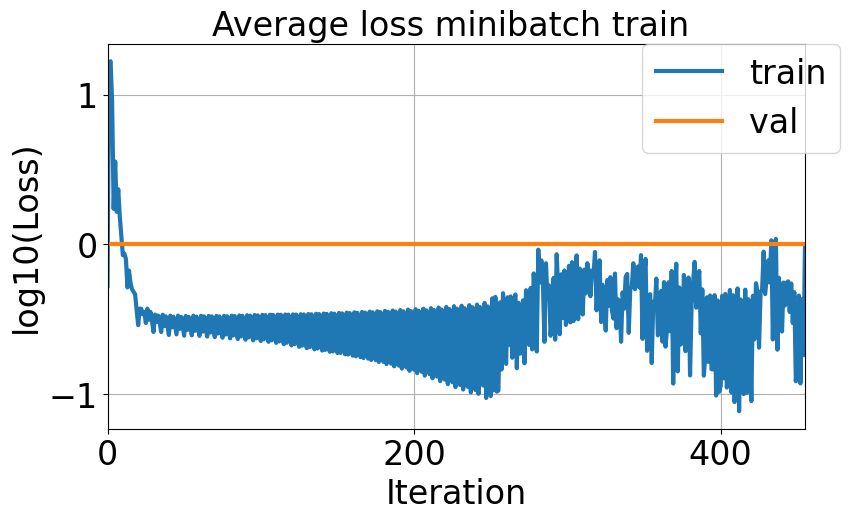 Average loss minibatch train
train
val
log10(Loss)
1
0
−1
0
200
400
Iteration